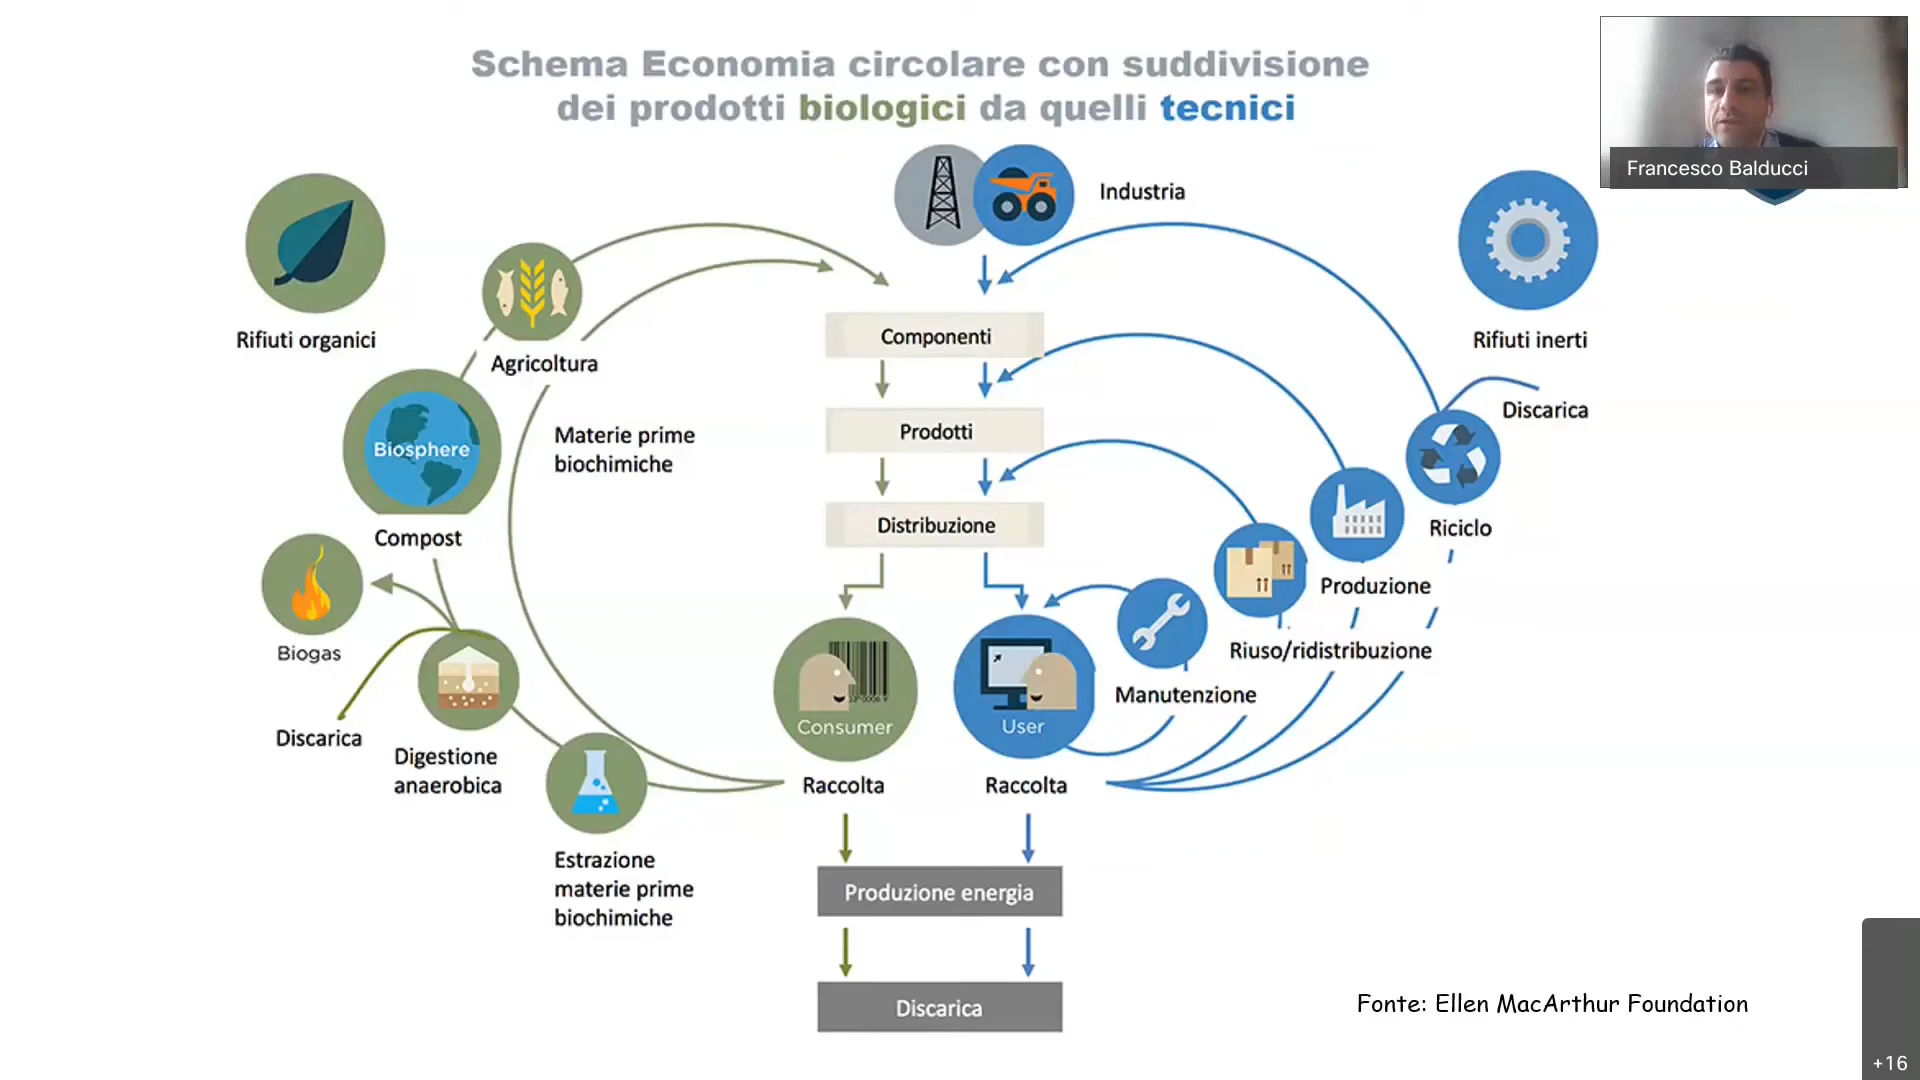 Schema Economia circolare con suddivisione
dei prodotti biologici da quelli tecnici
Francesco Balducci
Industria
Rifiuti organici
Rifiuti inerti
Agricoltura
Componenti
Discarica
Materie prime
biochimiche
Biosphere
Prodotti
Compost
Distribuzione
Riciclo
Produzione
Biogas
Riuso/ridistribuzione
Manutenzione
Consumer
User
Discarica
Digestione
anaerobica
Raccolta
Raccolta
Estrazione
materie prime
biochimiche
Produzione energia
Discarica
Fonte: Ellen MacArthur Foundation
+16